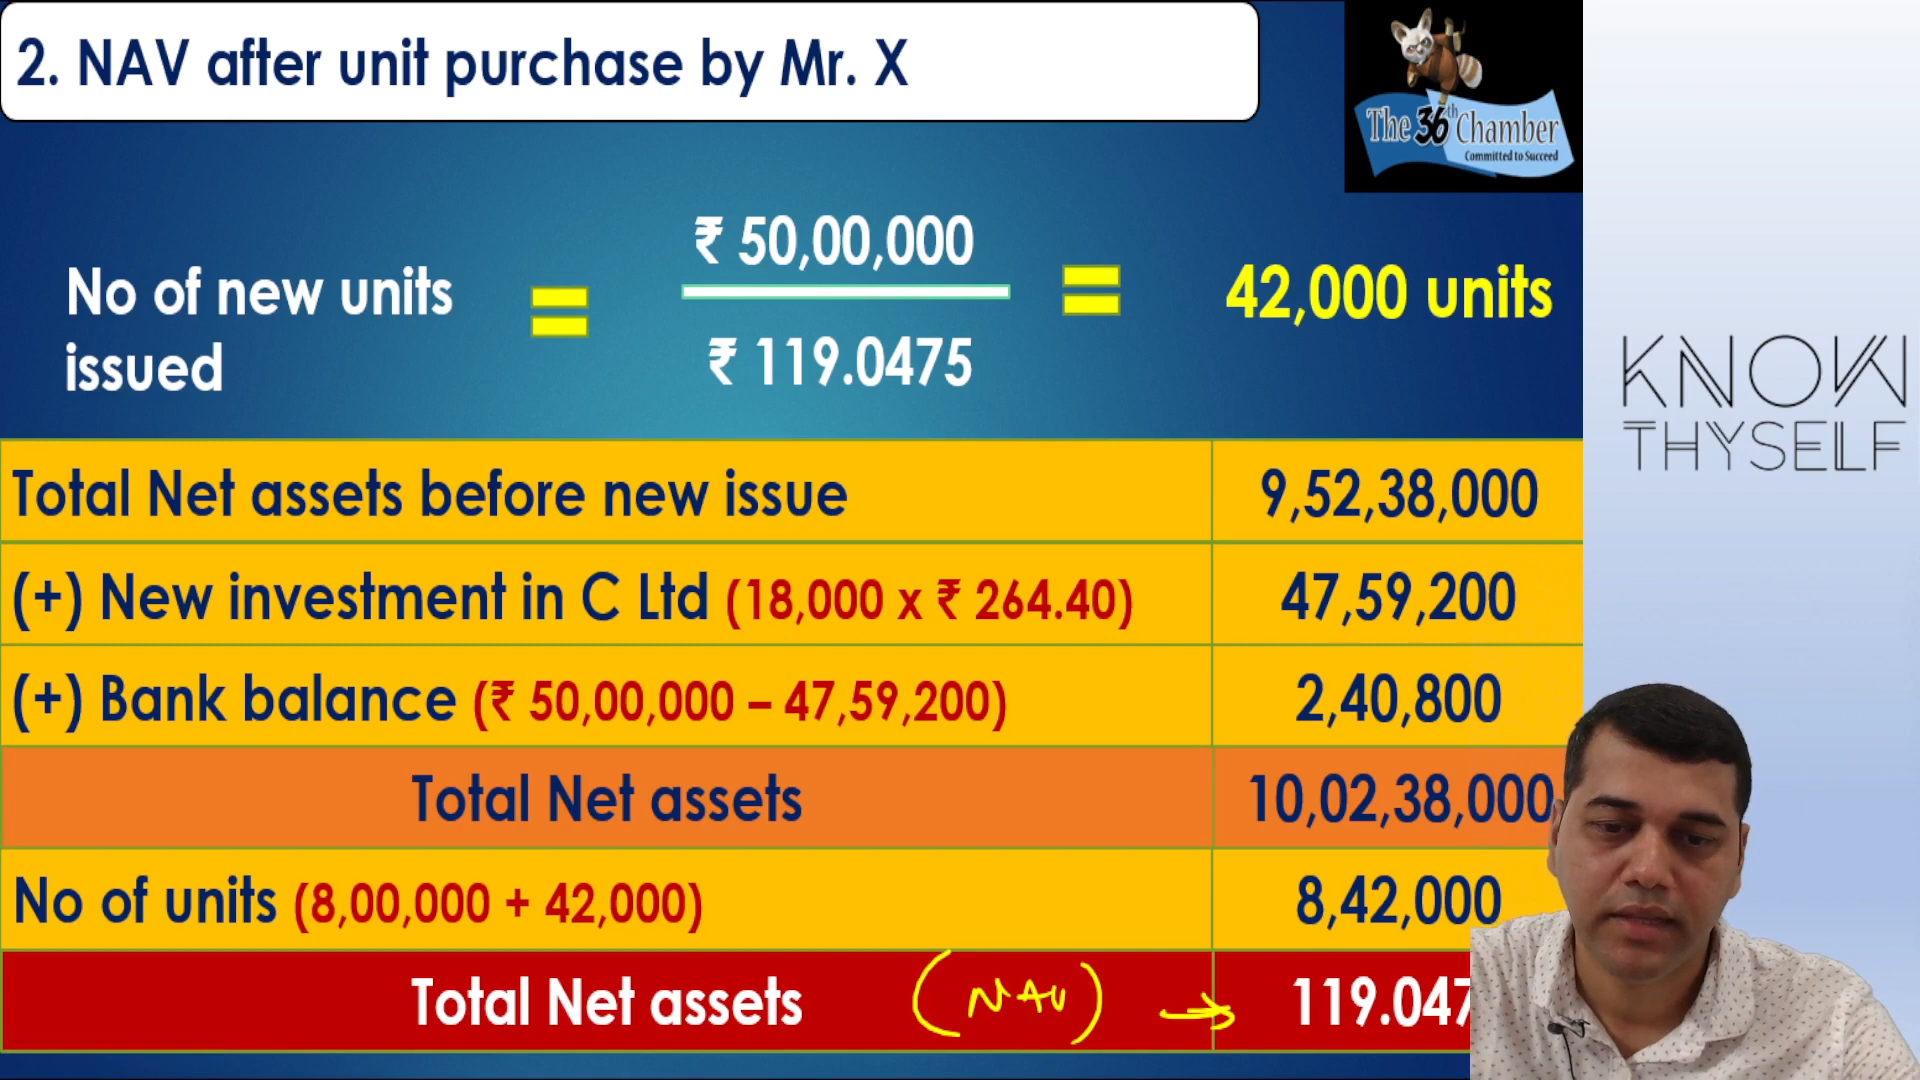 2. NAV after unit purchase by Mr. X
The 36th Chamber
Committed to Succeed
No of new units
issued
=
₹ 50,00,000
₹ 119.0475
=
42,000 units
KNOW
THYSELF
Total Net assets before new issue 9,52,38,000
(+) New investment in C Ltd (18,000 x ₹ 264.40) 47,59,200
(+) Bank balance (₹ 50,00,000 – 47,59,200) 2,40,800
Total Net assets 10,02,38,000
No of units (8,00,000 + 42,000) 8,42,000
Total Net assets (NAV) → 119.047